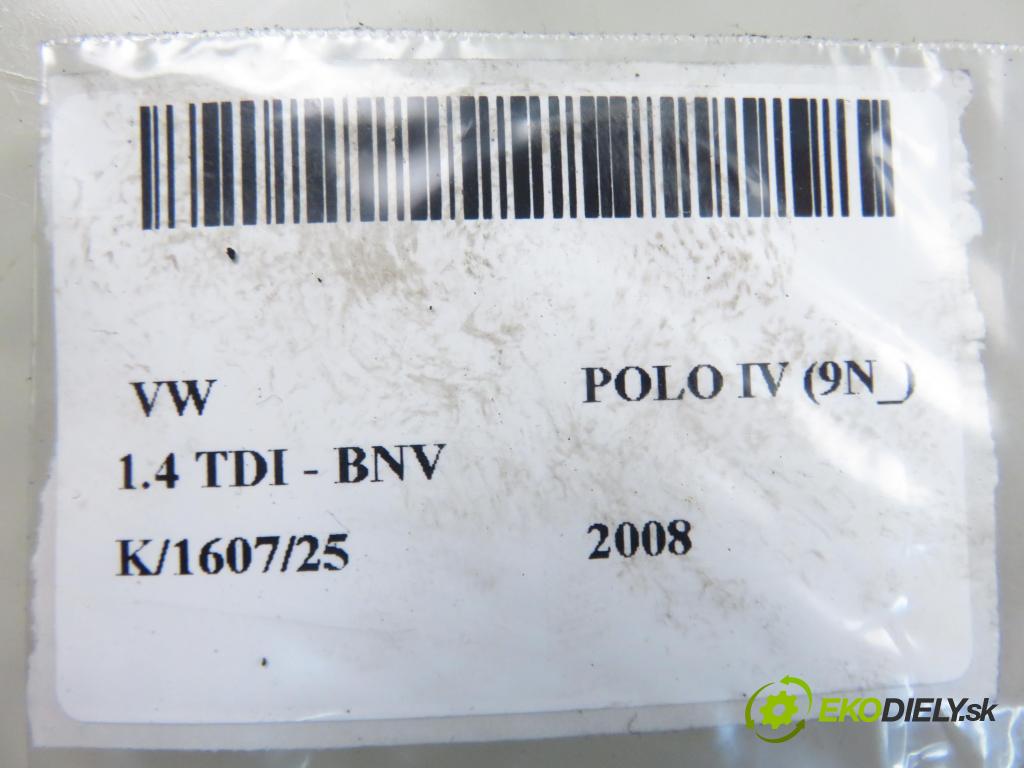 VW POLO IV (9N_)
1.4 TDI - BNV
K/1607/25 2008
EKODIELY.sk